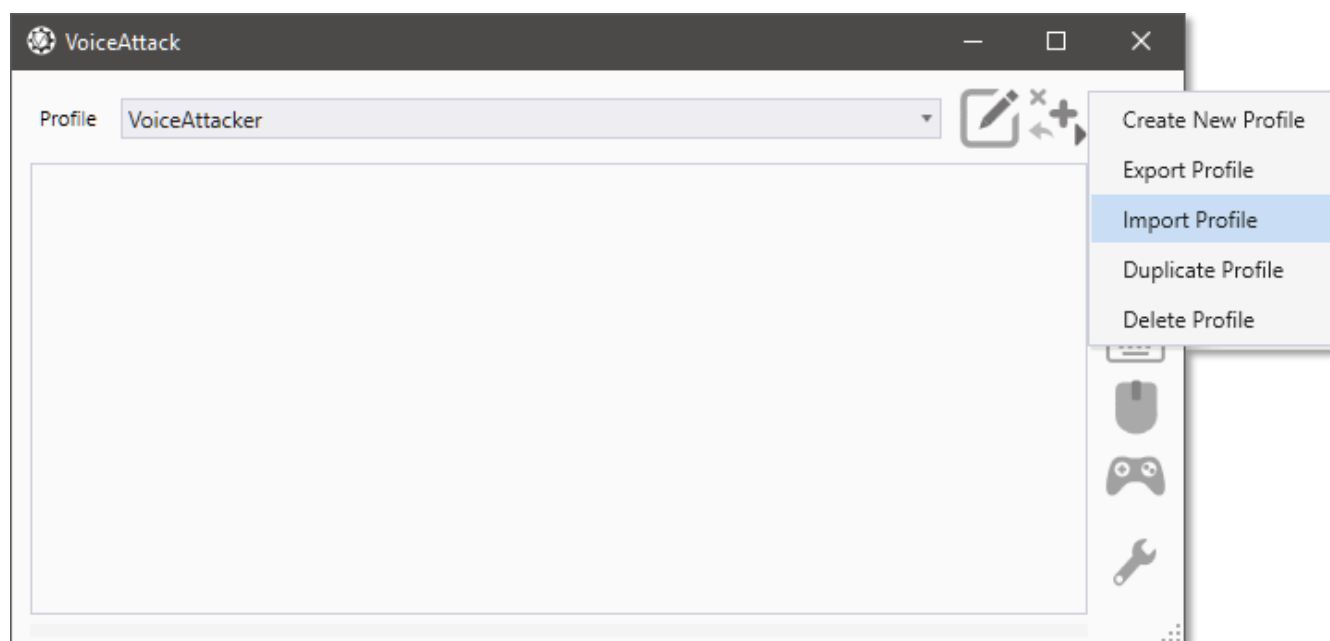 VoiceAttack
Profile
VoiceAttacker
Create New Profile
Export Profile
Import Profile
Duplicate Profile
Delete Profile